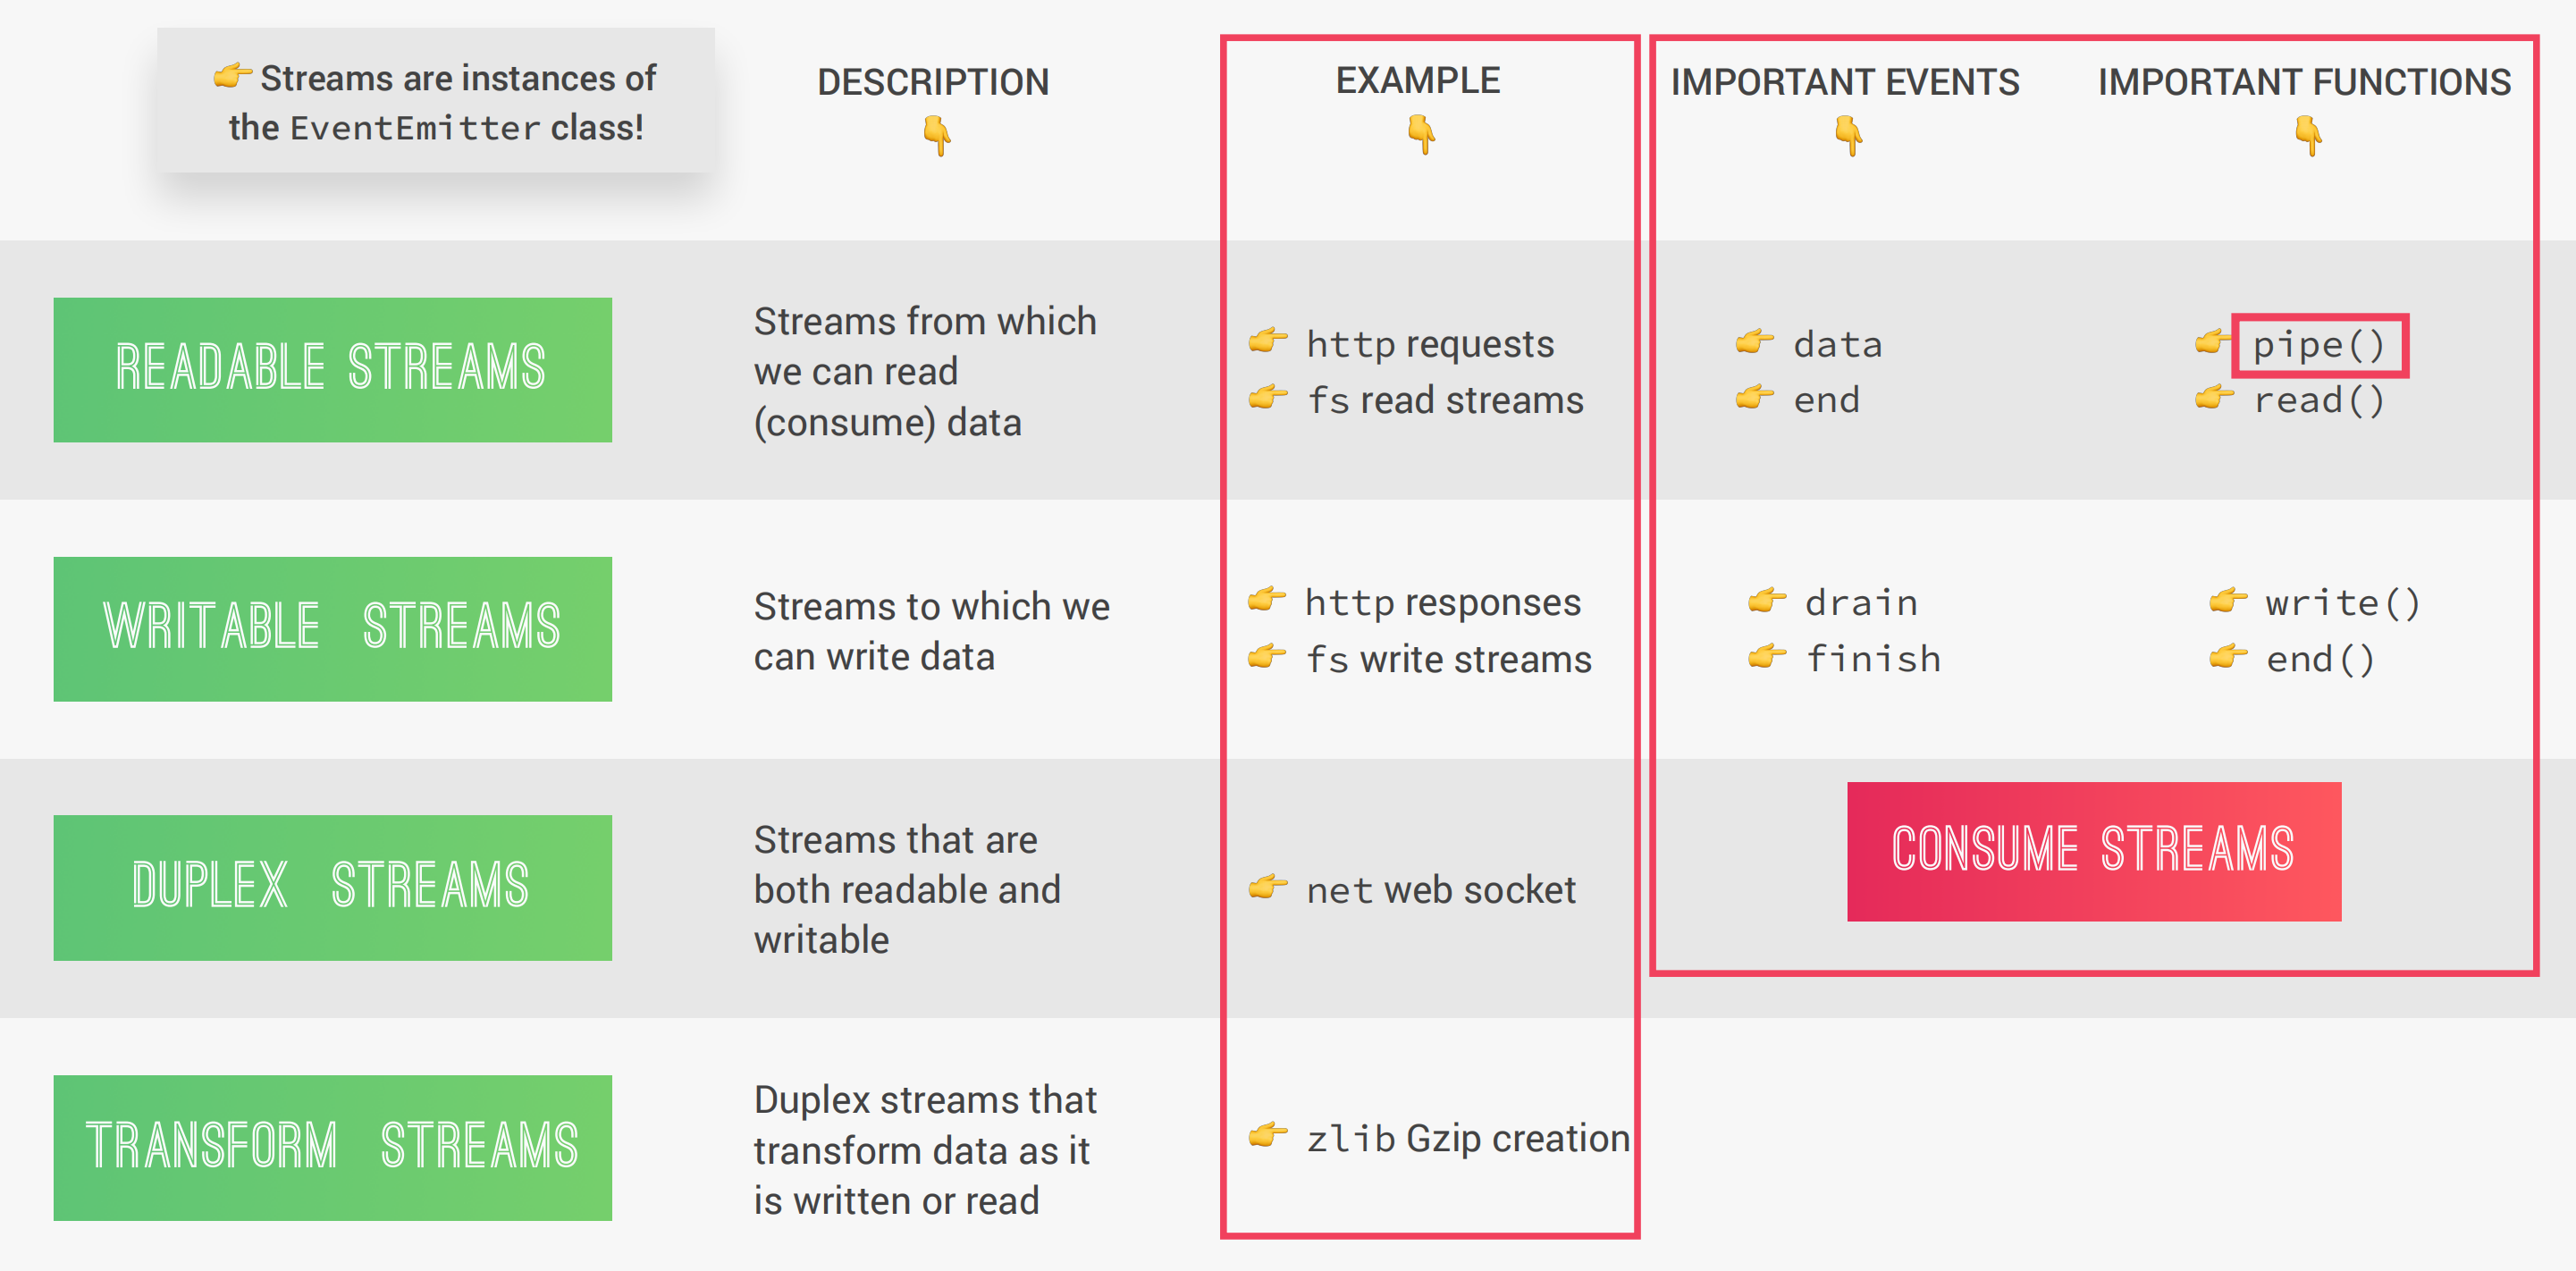 👉 Streams are instances of
the EventEmitter class!
DESCRIPTION
👇
EXAMPLE
👇
IMPORTANT EVENTS
👇
IMPORTANT FUNCTIONS
👇
READABLE STREAMS
Streams from which
we can read
(consume) data
👉 http requests
👉 fs read streams
👉 data
👉 end
👉 pipe()
👉 read()
WRITABLE STREAMS
Streams to which we
can write data
👉 http responses
👉 fs write streams
👉 drain
👉 finish
👉 write()
👉 end()
DUPLEX STREAMS
Streams that are
both readable and
writable
👉 net web socket
CONSUME STREAMS
TRANSFORM STREAMS
Duplex streams that
transform data as it
is written or read
👉 zlib Gzip creation